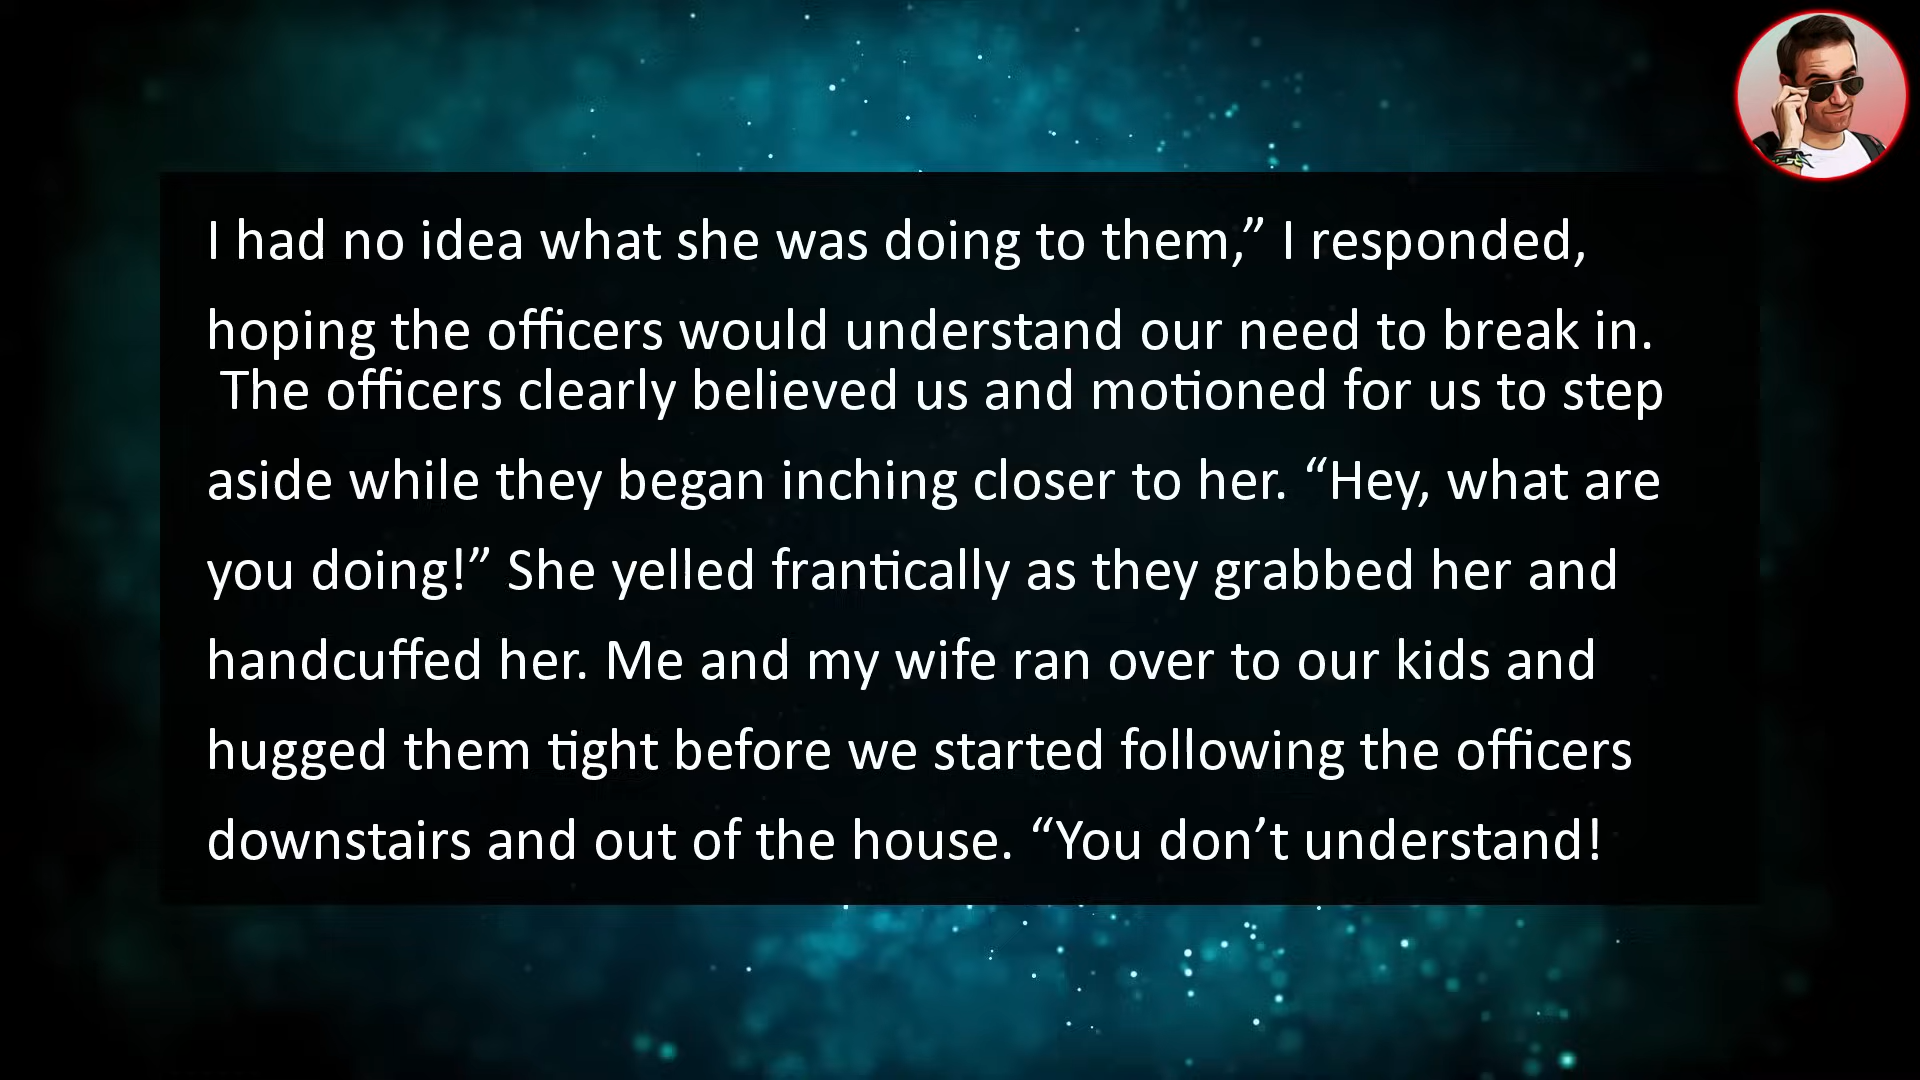 I had no idea what she was doing to them,” I responded,
hoping the officers would understand our need to break in.
The officers clearly believed us and motioned for us to step
aside while they began inching closer to her. “Hey, what are
you doing!” She yelled frantically as they grabbed her and
handcuffed her. Me and my wife ran over to our kids and
hugged them tight before we started following the officers
downstairs and out of the house. “You don’t understand!